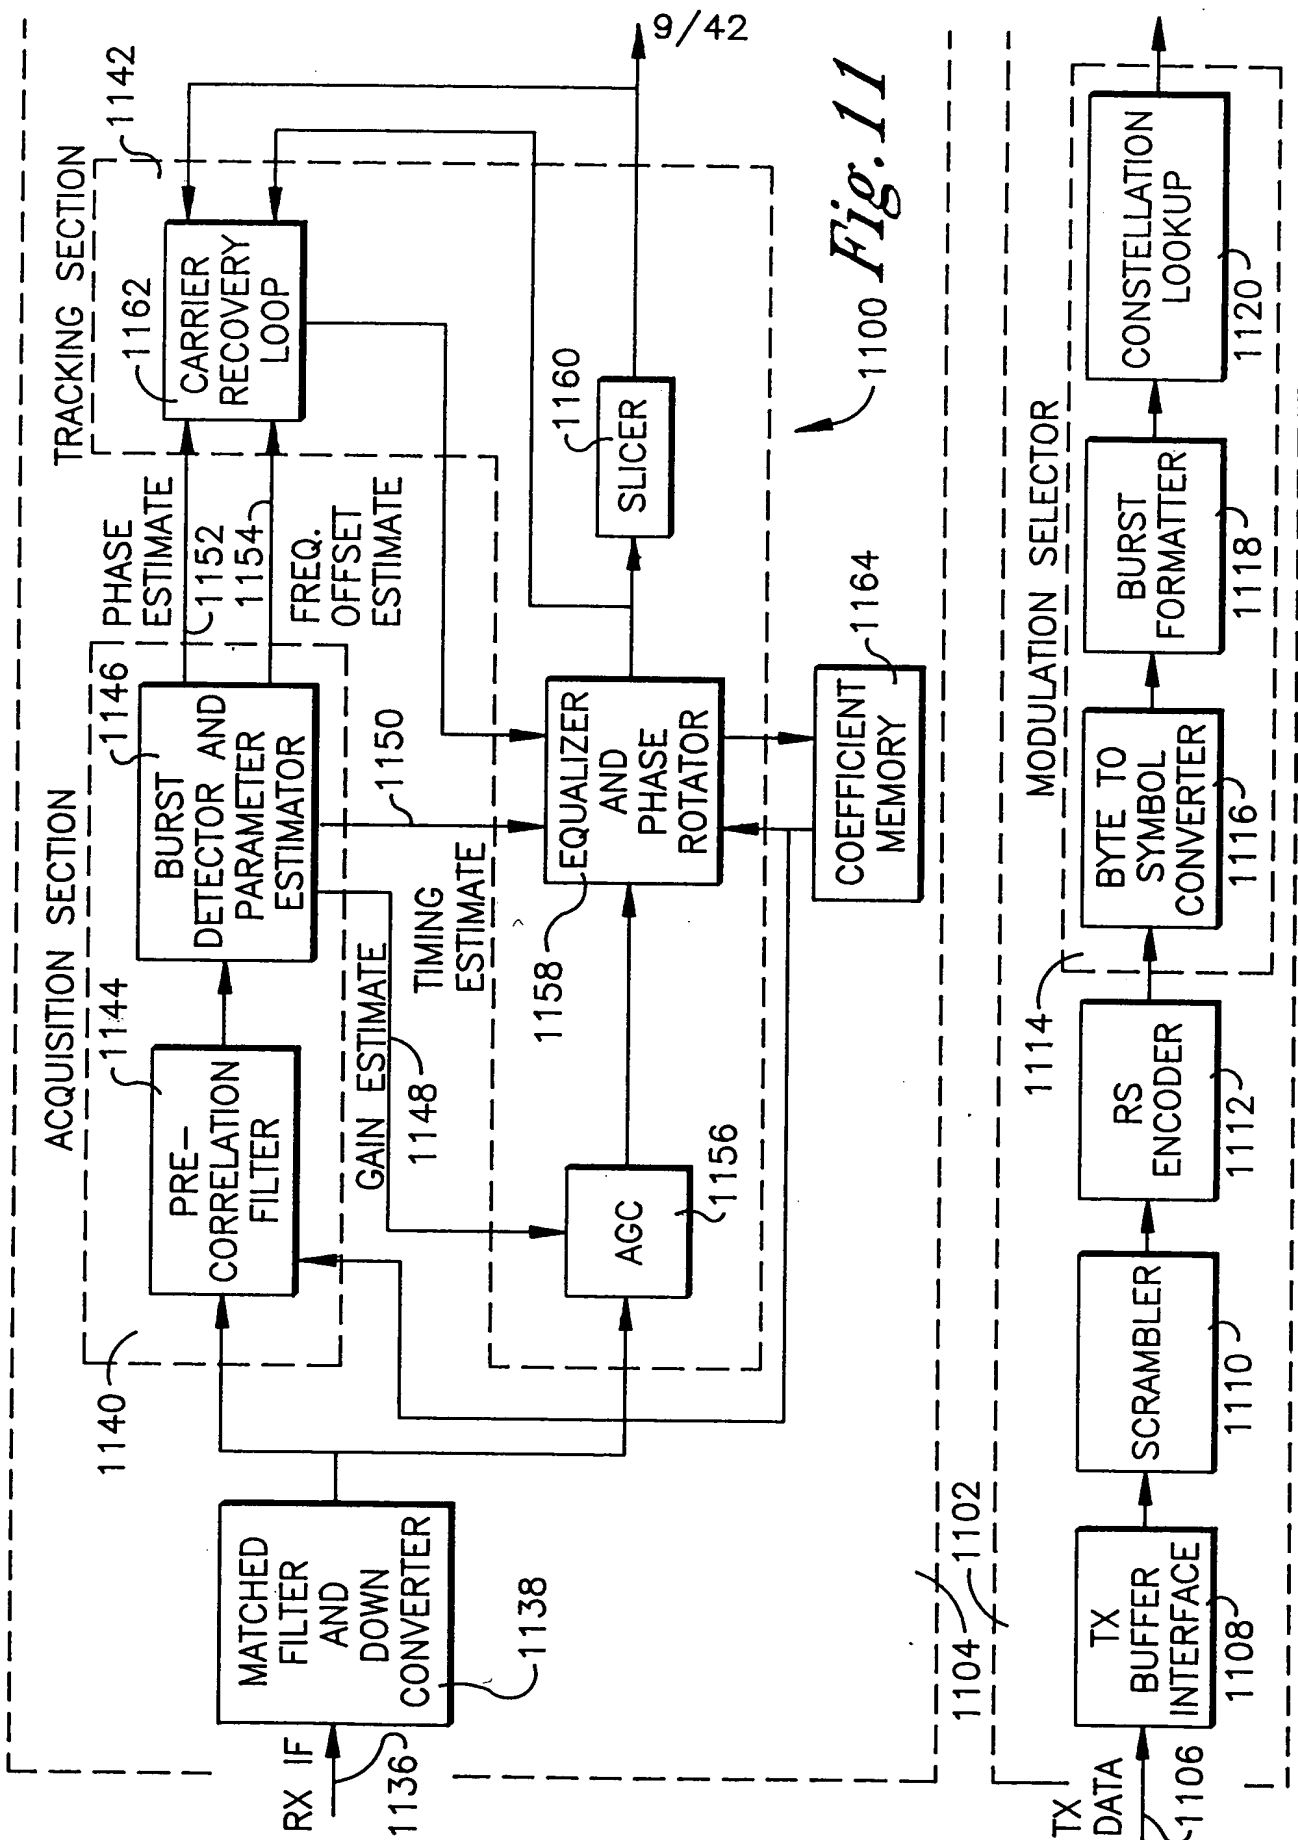 ACQUISITION SECTION
TRACKING SECTION
1140
1144
PRE-
CORRELATION
FILTER
1146
BURST
DETECTOR AND
PARAMETER
ESTIMATOR
PHASE
ESTIMATE
1152
1154
FREQ.
OFFSET
ESTIMATE
1162
CARRIER
RECOVERY
LOOP
1142
RX IF
1136
MATCHED
FILTER
AND
DOWN
CONVERTER
1138
GAIN ESTIMATE
1148
TIMING
ESTIMATE
1150
AGC
1156
1158
EQUALIZER
AND
PHASE
ROTATOR
SLICER
1160
9/42
COEFFICIENT
MEMORY
1164
1100
Fig. 11
1104
1102
TX
DATA
1106
TX
BUFFER
INTERFACE
1108
SCRAMBLER
1110
RS
ENCODER
1112
1114
MODULATION SELECTOR
BYTE TO
SYMBOL
CONVERTER
1116
BURST
FORMATTER
1118
CONSTELLATION
LOOKUP
1120